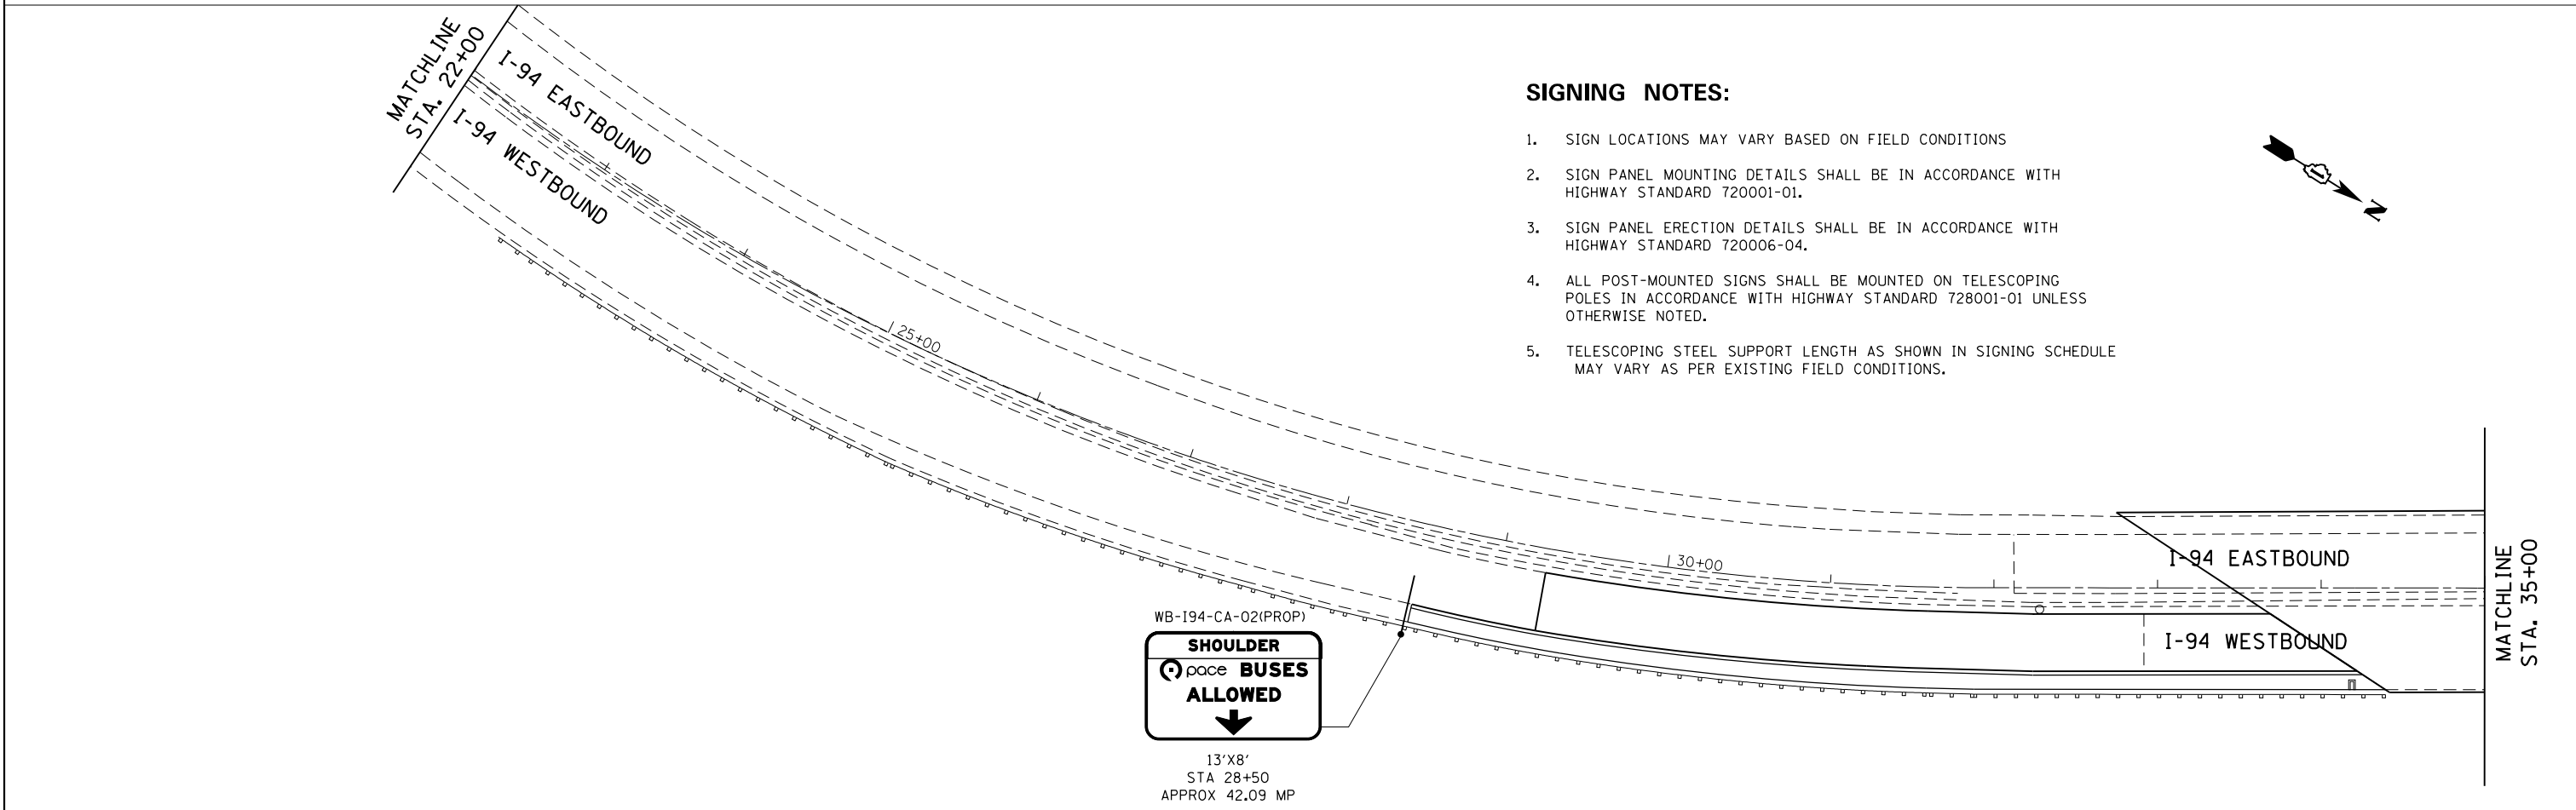 MATCHLINE
STA. 22+00
I-94 EASTBOUND
I-94 WESTBOUND
SIGNING NOTES:
1. SIGN LOCATIONS MAY VARY BASED ON FIELD CONDITIONS
2. SIGN PANEL MOUNTING DETAILS SHALL BE IN ACCORDANCE WITH
HIGHWAY STANDARD 720001-01.
3. SIGN PANEL ERECTION DETAILS SHALL BE IN ACCORDANCE WITH
HIGHWAY STANDARD 720006-04.
4. ALL POST-MOUNTED SIGNS SHALL BE MOUNTED ON TELESCOPING
POLES IN ACCORDANCE WITH HIGHWAY STANDARD 728001-01 UNLESS
OTHERWISE NOTED.
5. TELESCOPING STEEL SUPPORT LENGTH AS SHOWN IN SIGNING SCHEDULE
MAY VARY AS PER EXISTING FIELD CONDITIONS.
N
25+00
30+00
I-94 EASTBOUND
I-94 WESTBOUND
MATCHLINE
STA. 35+00
WB-I94-CA-02(PROP)
SHOULDER
pace BUSES
ALLOWED
13'X8'
STA 28+50
APPROX 42.09 MP